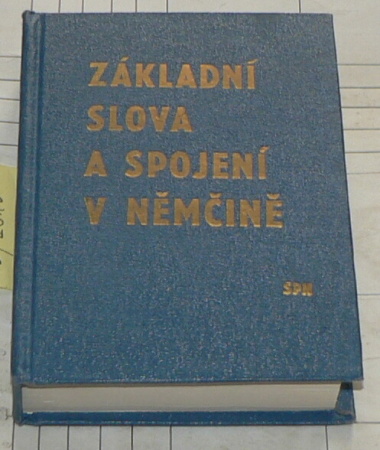 ZÁKLADNÍ
SLOVA
A SPOJENÍ
V NĚMČINĚ
SPN